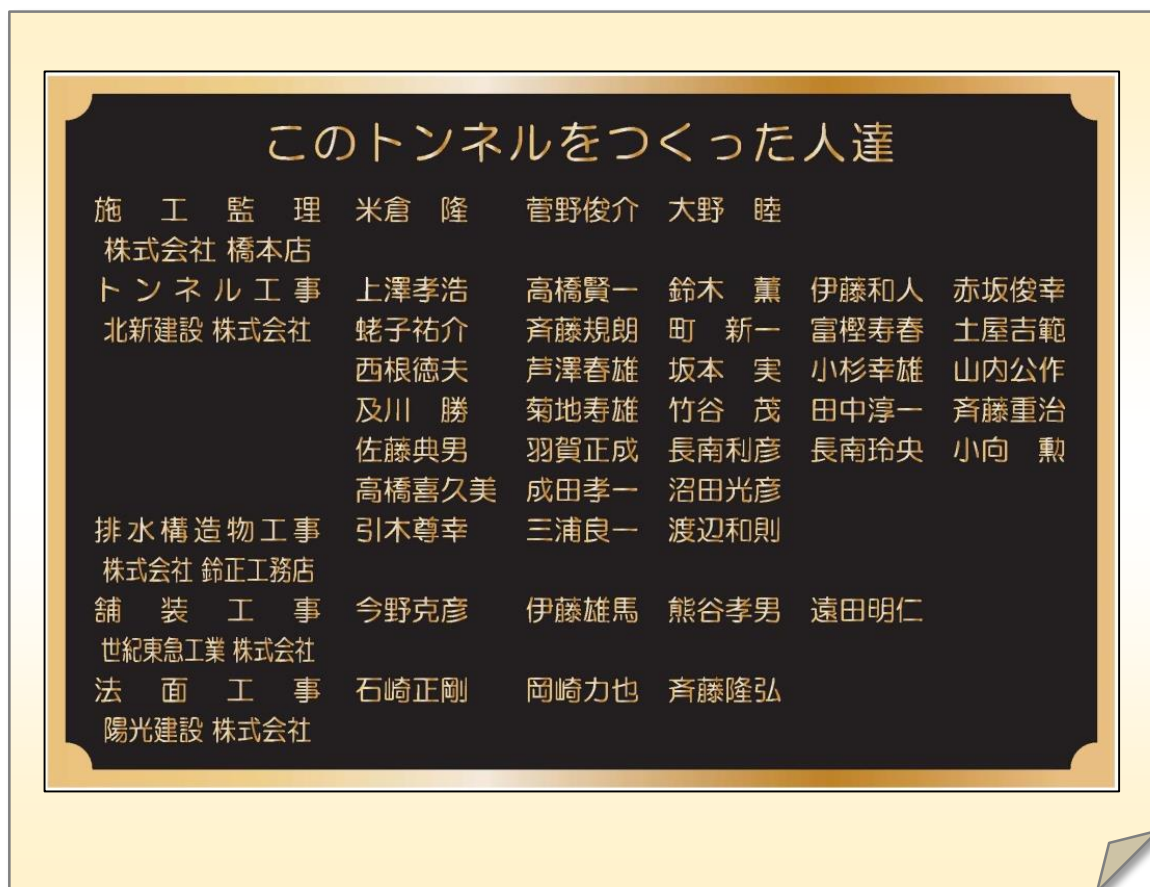 このトンネルをつくった人達
施工監理 米倉 隆 菅野俊介 大野 睦
株式会社 橋本店
トンネル工事 上澤孝浩 高橋賢一 鈴木 薫 伊藤和人 赤坂俊幸
北新建設 株式会社 蛯子祐介 斉藤規朗 町 新一 富樫寿春 土屋吉範
西根徳夫 芦澤春雄 坂本 実 小杉幸雄 山内公作
及川 勝 菊地寿雄 竹谷 茂 田中淳一 斉藤重治
佐藤典男 羽賀正成 長南利彦 長南玲央 小向 勲
高橋喜久美 成田孝一 沼田光彦
排水構造物工事 引木尊幸 三浦良一 渡辺和則
株式会社 鈴正工務店
舗装工事 今野克彦 伊藤雄馬 熊谷孝男 遠田明仁
世紀東急工業 株式会社
法面工事 石崎正剛 岡崎力也 斉藤隆弘
陽光建設 株式会社